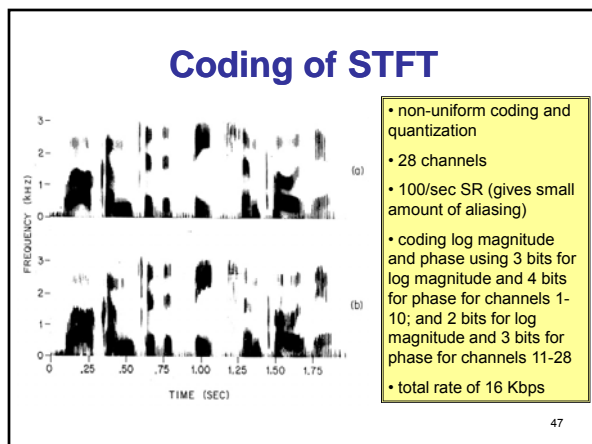 Coding of STFT
3
2
1
0
(a)
FREQUENCY (kHz)
3
2
1
0
(b)
0 .25 .50 .75 1.00 1.25 1.50 1.75
TIME (SEC)
• non-uniform coding and
quantization
• 28 channels
• 100/sec SR (gives small
amount of aliasing)
• coding log magnitude
and phase using 3 bits for
log magnitude and 4 bits
for phase for channels 1-
10; and 2 bits for log
magnitude and 3 bits for
phase for channels 11-28
• total rate of 16 Kbps
47